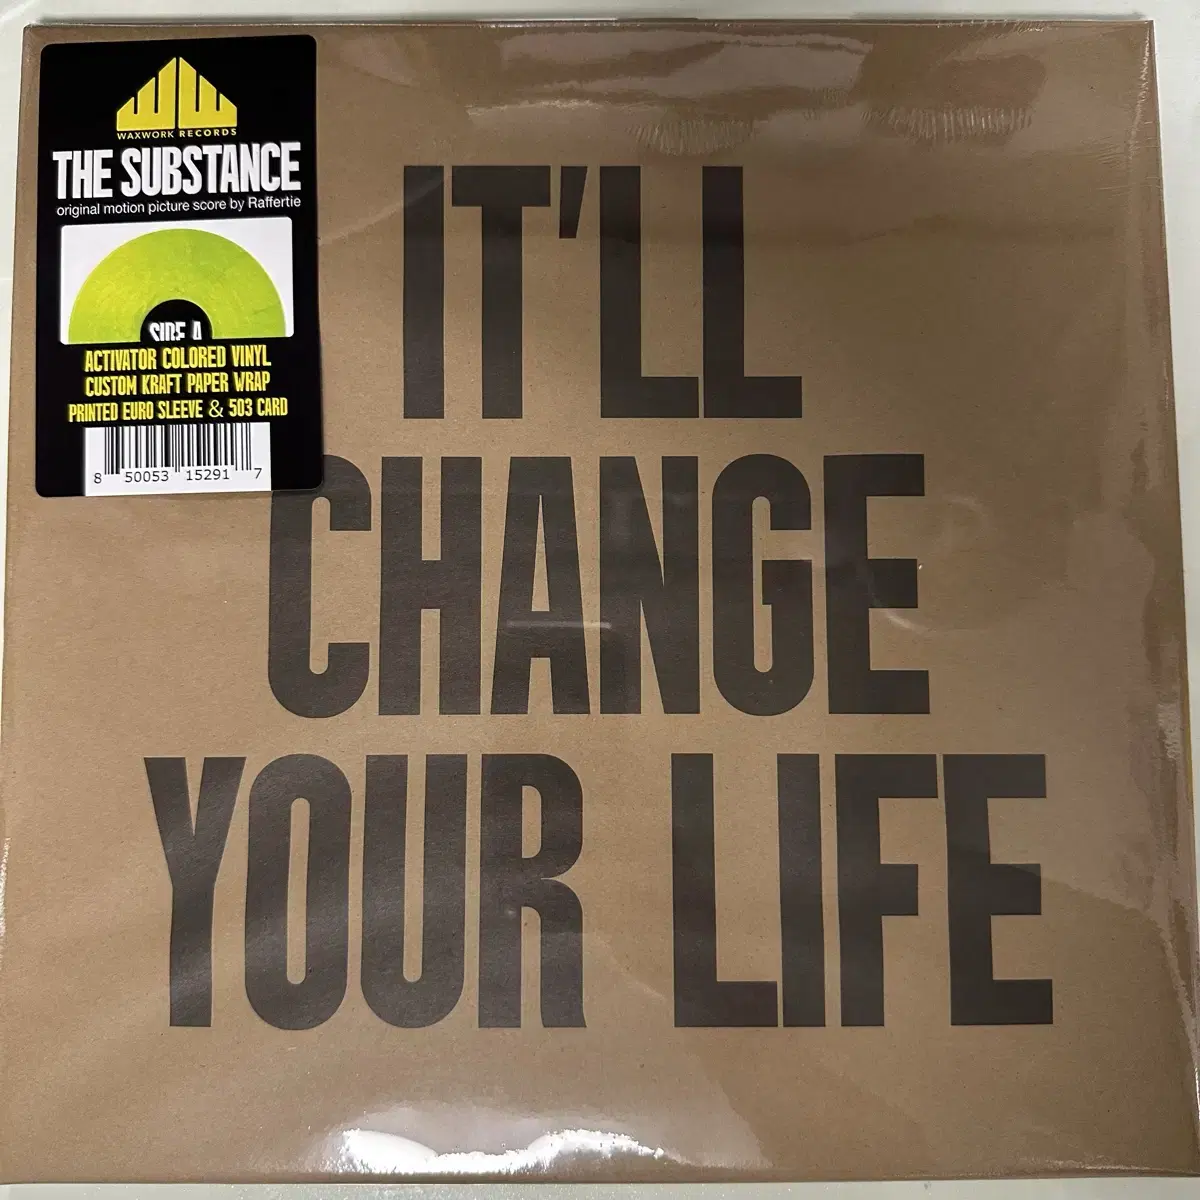 WAXWORK RECORDS
THE SUBSTANCE
original motion picture score by Raffertie
SIDE A
ACTIVATOR COLORED VINYL
CUSTOM KRAFT PAPER WRAP
PRINTED EURO SLEEVE & 503 CARD
8 50053 15291 7
IT'LL
CHANGE
YOUR LIFE